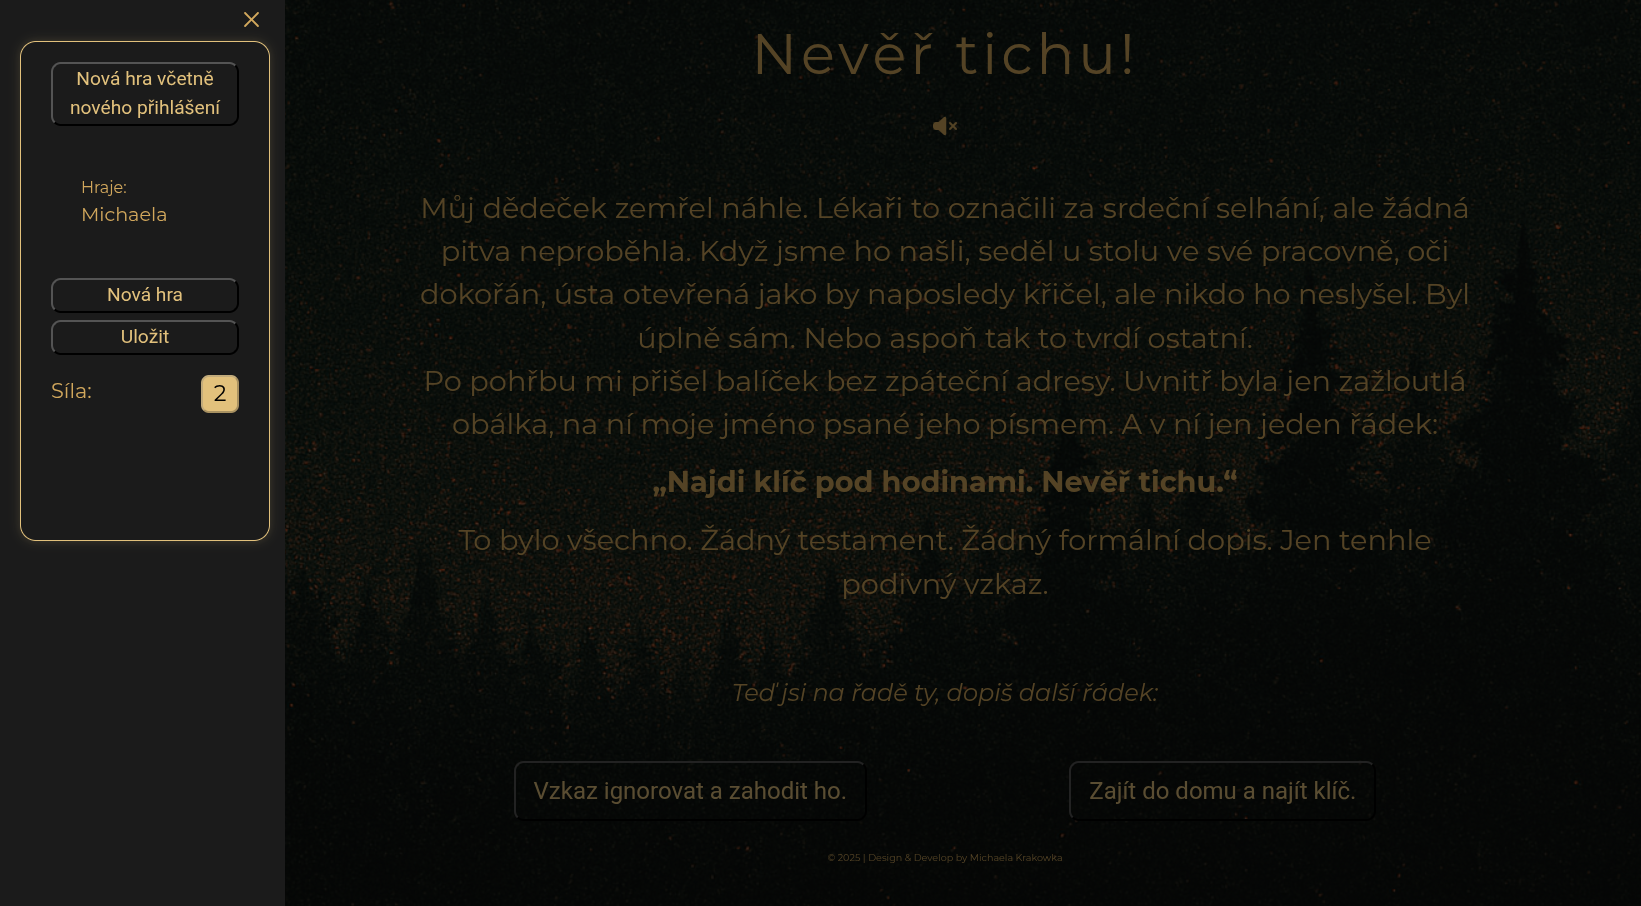 Nová hra včetně
nového přihlášení
Hraje:
Michaela
Nová hra
Uložit
Síla:
2
Nevěř tichu!
Můj dědeček zemřel náhle. Lékaři to označili za srdeční selhání, ale žádná
pitva neproběhla. Když jsme ho našli, seděl u stolu ve své pracovně, oči
dokořán, ústa otevřená jako by naposledy křičel, ale nikdo ho neslyšel. Byl
úplně sám. Nebo aspoň tak to tvrdí ostatní.
Po pohřbu mi přišel balíček bez zpáteční adresy. Uvnitř byla jen zažloutlá
obálka, na ní moje jméno psané jeho písmem. A v ní jen jeden řádek:
„Najdi klíč pod hodinami. Nevěř tichu.“
To bylo všechno. Žádný testament. Žádný formální dopis. Jen tenhle
podivný vzkaz.
Teď jsi na řadě ty, dopiš další řádek:
Vzkaz ignorovat a zahodit ho.
Zajít do domu a najít klíč.
© 2025 | Design & Develop by Michaela Krakowka